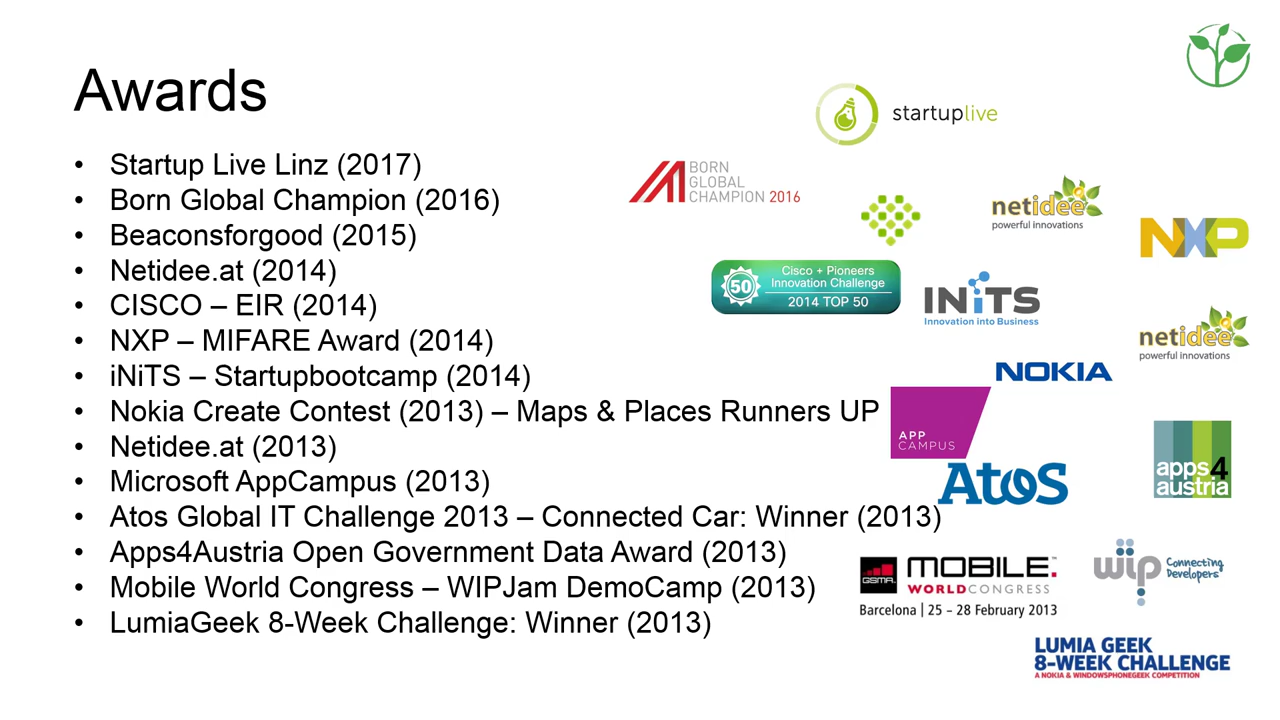 Awards
• Startup Live Linz (2017)
• Born Global Champion (2016)
• Beaconsforgood (2015)
• Netidee.at (2014)
• CISCO – EIR (2014)
• NXP – MIFARE Award (2014)
• iNiTS – Startupbootcamp (2014)
• Nokia Create Contest (2013) – Maps & Places Runners UP
• Netidee.at (2013)
• Microsoft AppCampus (2013)
• Atos Global IT Challenge 2013 – Connected Car: Winner (2013)
• Apps4Austria Open Government Data Award (2013)
• Mobile World Congress – WIPJam DemoCamp (2013)
• LumiaGeek 8-Week Challenge: Winner (2013)
startuplive
BORN
GLOBAL
CHAMPION 2016
netidee
powerful innovations
NXP
50
Cisco + Pioneers
Innovation Challenge
2014 TOP 50
INiTS
Innovation into Business
netidee
powerful innovations
NOKIA
APP
CAMPUS
Atos
apps4
austria
GSMA
MOBILE
WORLDCONGRESS
Barcelona | 25 – 28 February 2013
wip
Connecting
Developers
LUMIA GEEK
8-WEEK CHALLENGE
A NOKIA & WINDOWSPHONEGEEK COMPETITION